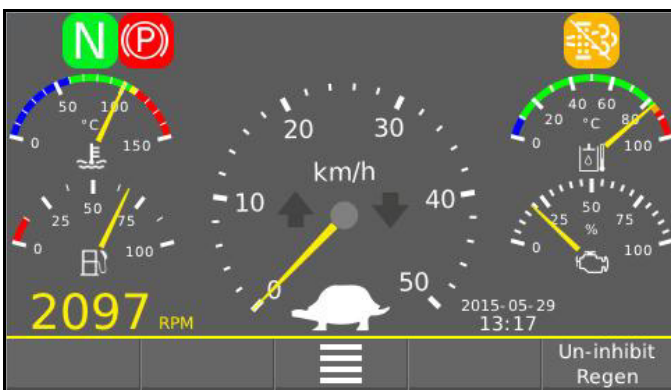 N (P)
50 100
°C
0 150
20 40 60 80
°C
0 100
20 30
km/h
10 40
0 50
25 50 75
0 100
25 50 75
%
0 100
2097 RPM
2015-05-29
13:17
Un-inhibit
Regen